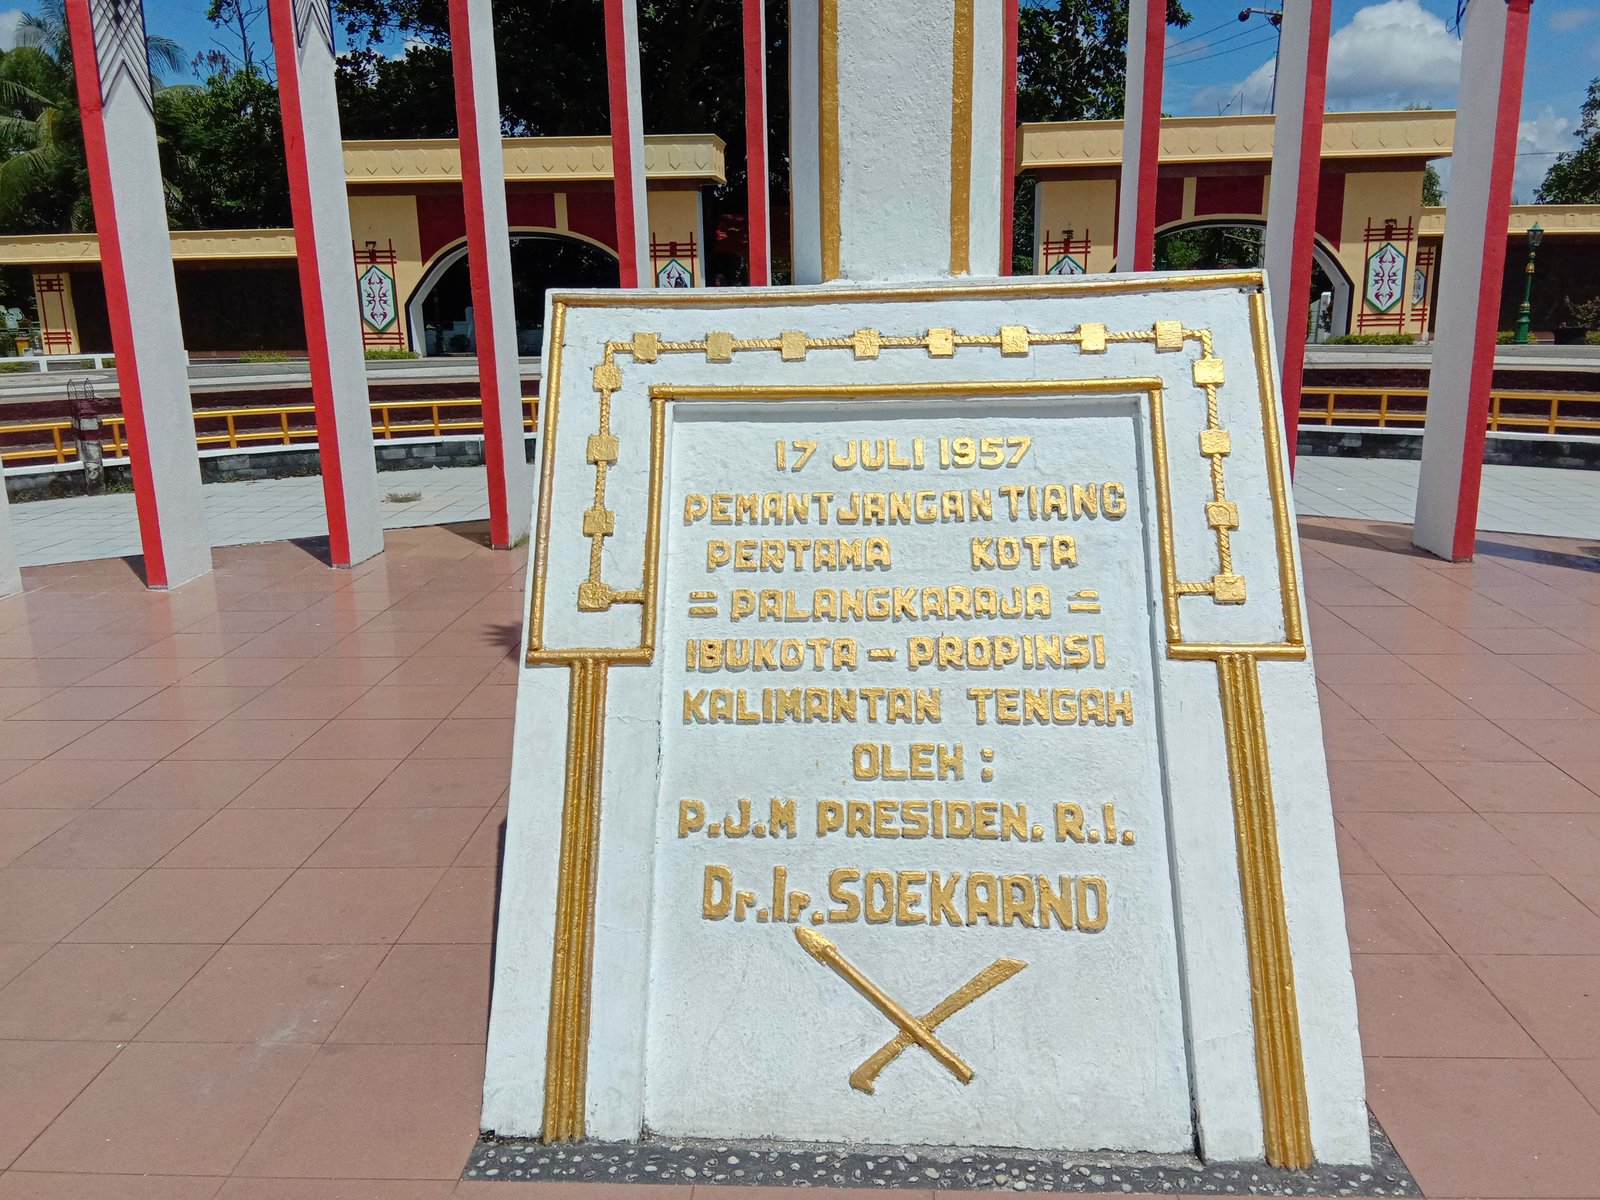 17 JULI 1957
PEMANTJANGAN TIANG
PERTAMA KOTA
= PALANGKARAJA =
IBUKOTA – PROPINSI
KALIMANTAN TENGAH
OLEH :
P.J.M PRESIDEN. R.I.
Dr.Ir.SOEKARNO